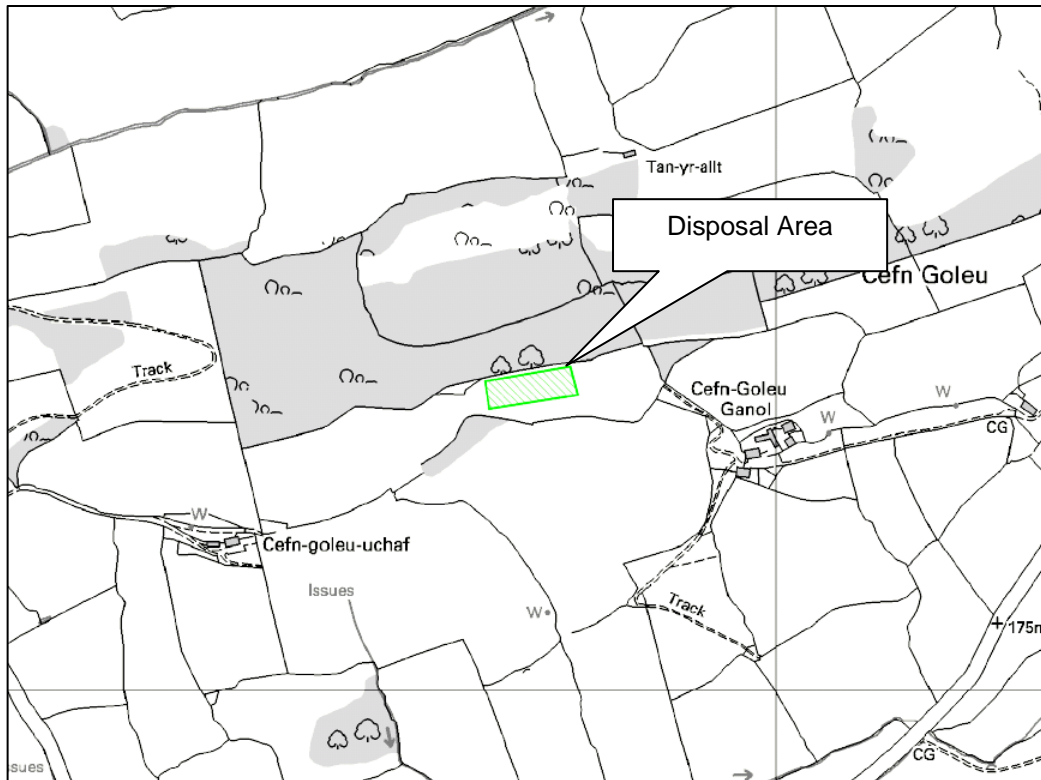 Tan-yr-allt
Disposal Area
Cefn Goleu
Track
Cefn-Goleu
Ganol
W
W
CG
W
Cefn-goleu-uchaf
Issues
W
Track
175m
CG
ssues